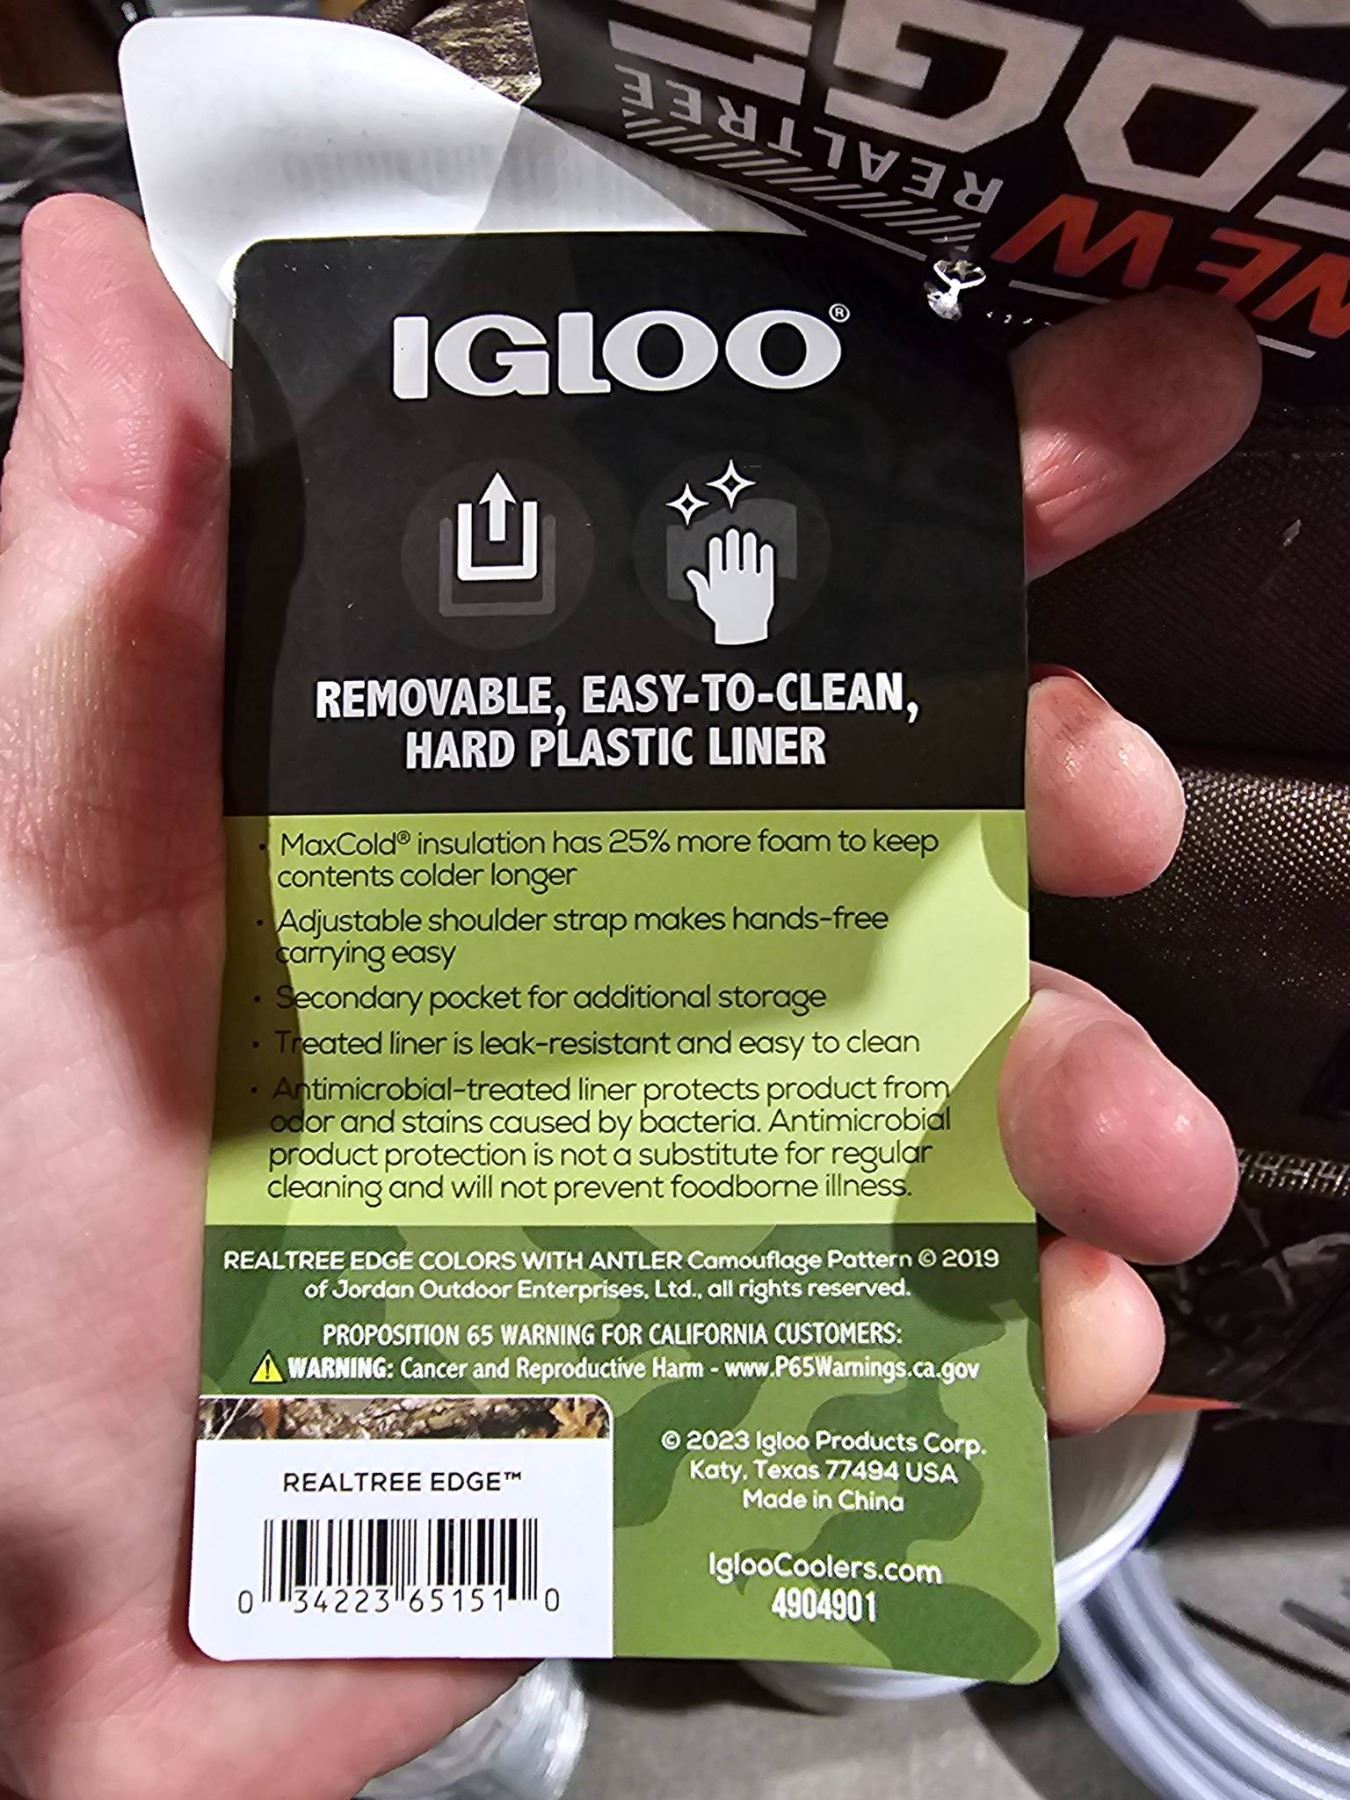 EDGE
REALTREE
NEW
IGLOO®
REMOVABLE, EASY-TO-CLEAN,
HARD PLASTIC LINER
• MaxCold® insulation has 25% more foam to keep
contents colder longer
• Adjustable shoulder strap makes hands-free
carrying easy
• Secondary pocket for additional storage
• Treated liner is leak-resistant and easy to clean
• Antimicrobial-treated liner protects product from
odor and stains caused by bacteria. Antimicrobial
product protection is not a substitute for regular
cleaning and will not prevent foodborne illness.
REALTREE EDGE COLORS WITH ANTLER Camouflage Pattern © 2019
of Jordan Outdoor Enterprises, Ltd., all rights reserved.
PROPOSITION 65 WARNING FOR CALIFORNIA CUSTOMERS:
WARNING: Cancer and Reproductive Harm - www.P65Warnings.ca.gov
REALTREE EDGE™
0 34223 65151 0
© 2023 Igloo Products Corp.
Katy, Texas 77494 USA
Made in China
IglooCoolers.com
4904901